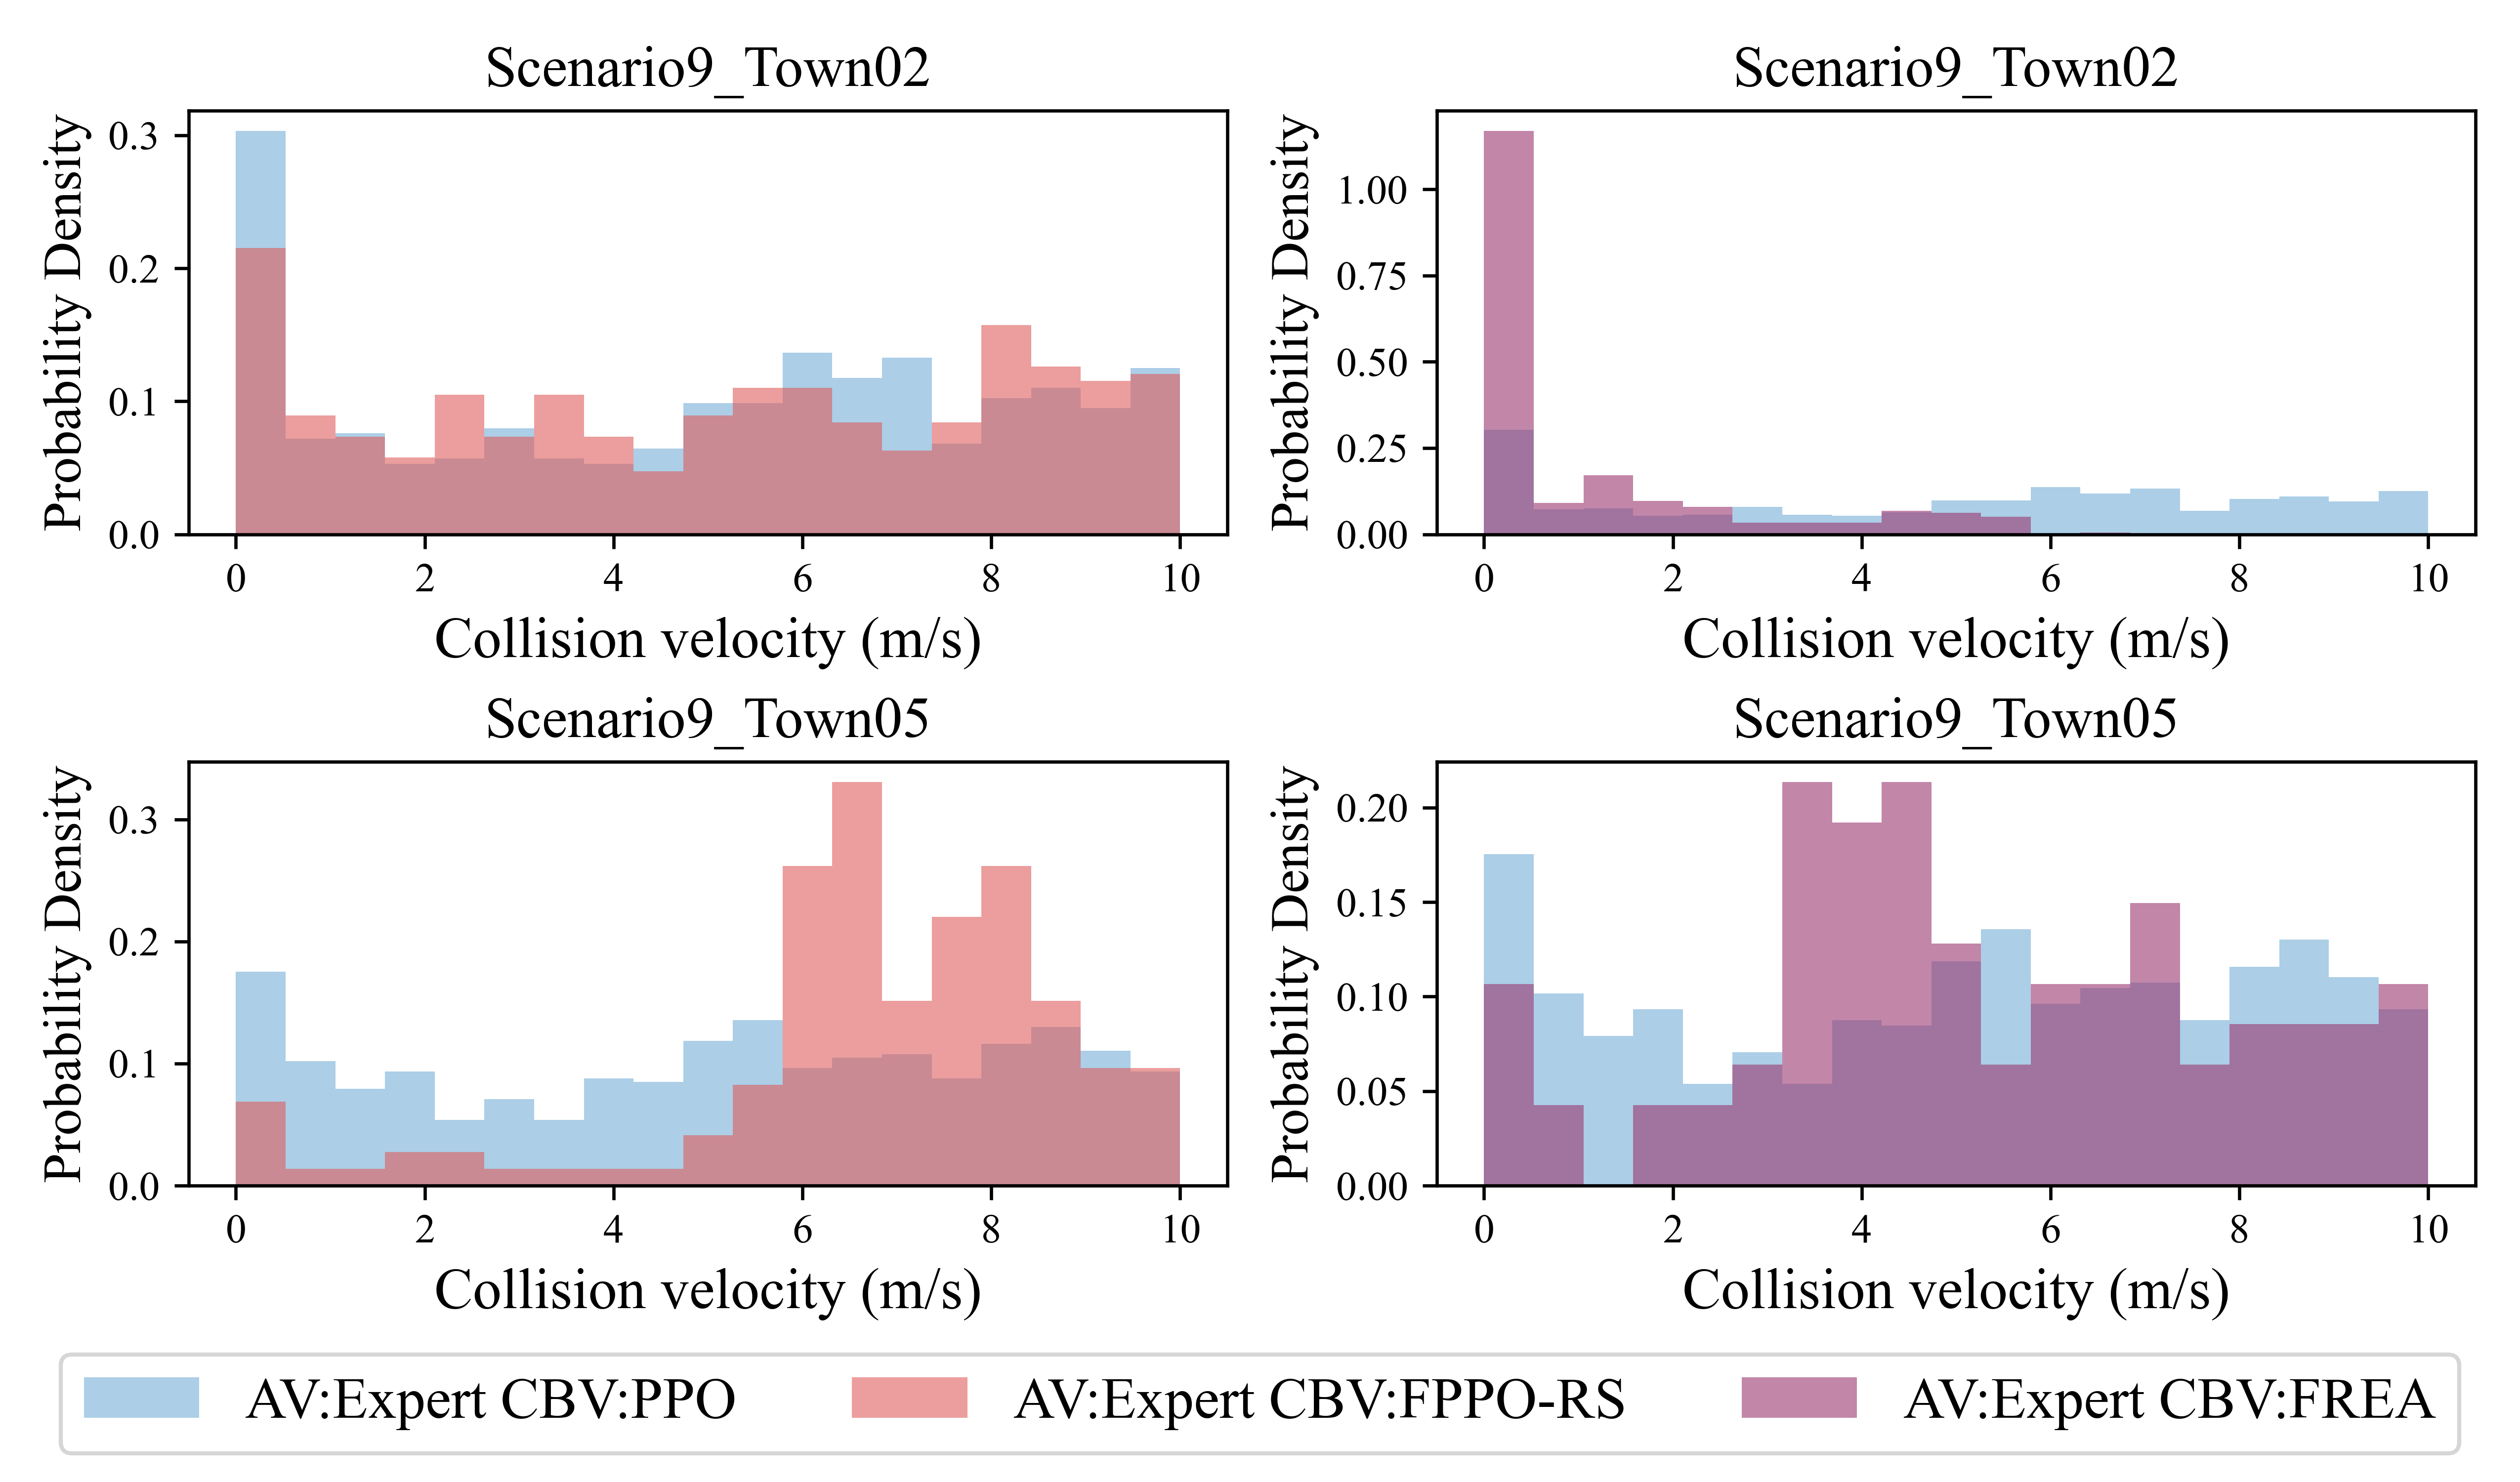 Scenario9_Town02
Probability Density
0.3
0.2
0.1
0.0
0 2 4 6 8 10
Collision velocity (m/s)
Scenario9_Town02
Probability Density
1.00
0.75
0.50
0.25
0.00
0 2 4 6 8 10
Collision velocity (m/s)
Scenario9_Town05
Probability Density
0.3
0.2
0.1
0.0
0 2 4 6 8 10
Collision velocity (m/s)
Scenario9_Town05
Probability Density
0.20
0.15
0.10
0.05
0.00
0 2 4 6 8 10
Collision velocity (m/s)
AV:Expert CBV:PPO
AV:Expert CBV:FPPO-RS
AV:Expert CBV:FREA